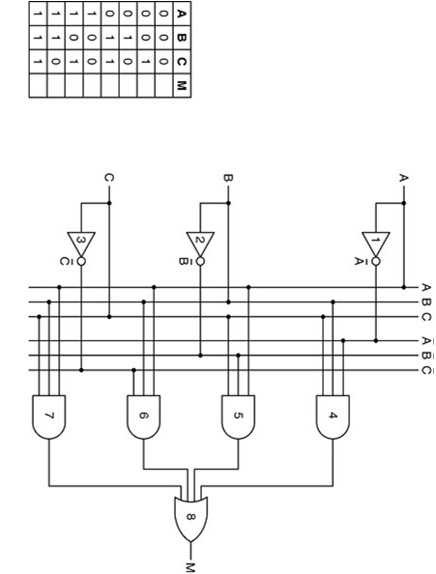 A B C M
0 0 0
0 0 1
0 1 0
0 1 1
1 0 0
1 0 1
1 1 0
1 1 1
A B C A̅ B̅ C̅
A
1
A̅
4
B
2
B̅
5
8
M
6
C
3
C̅
7